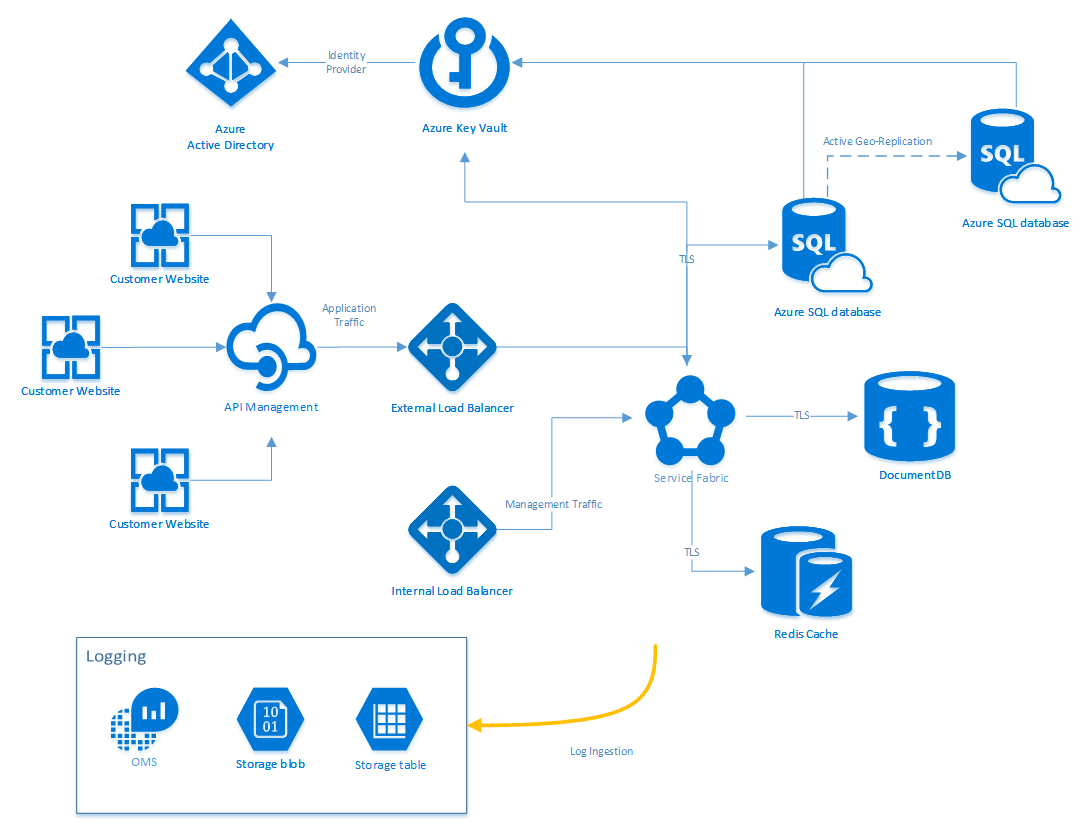 Identity
Provider
Azure
Active Directory
Azure Key Vault
Active Geo-Replication
SQL
Azure SQL database
SQL
Azure SQL database
Customer Website
TLS
Application
Traffic
Customer Website
API Management
External Load Balancer
Service Fabric
TLS
{ }
DocumentDB
Customer Website
Management Traffic
Internal Load Balancer
TLS
Redis Cache
Logging
10
01
OMS
Storage blob
Storage table
Log Ingestion